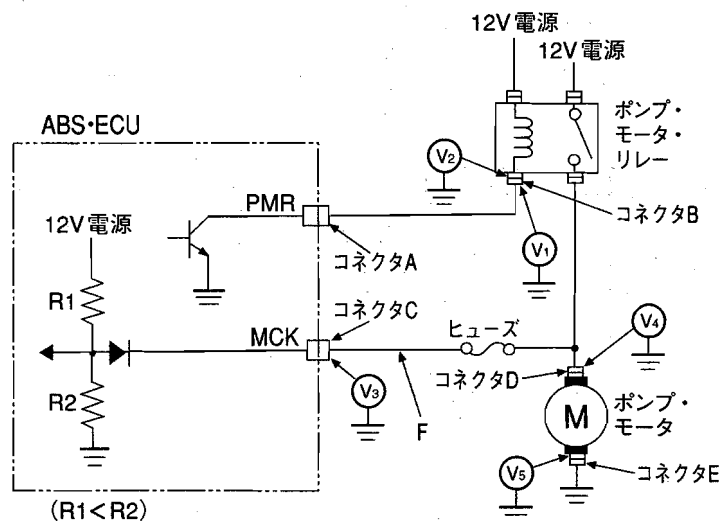 12V電源
12V電源
ABS・ECU
ポンプ・
モータ・
リレー
V2
PMR
コネクタB
12V電源
コネクタA
V1
R1
コネクタC
MCK
ヒューズ
V4
V3
コネクタD
R2
F
M
ポンプ・
モータ
V5
コネクタE
(R1<R2)